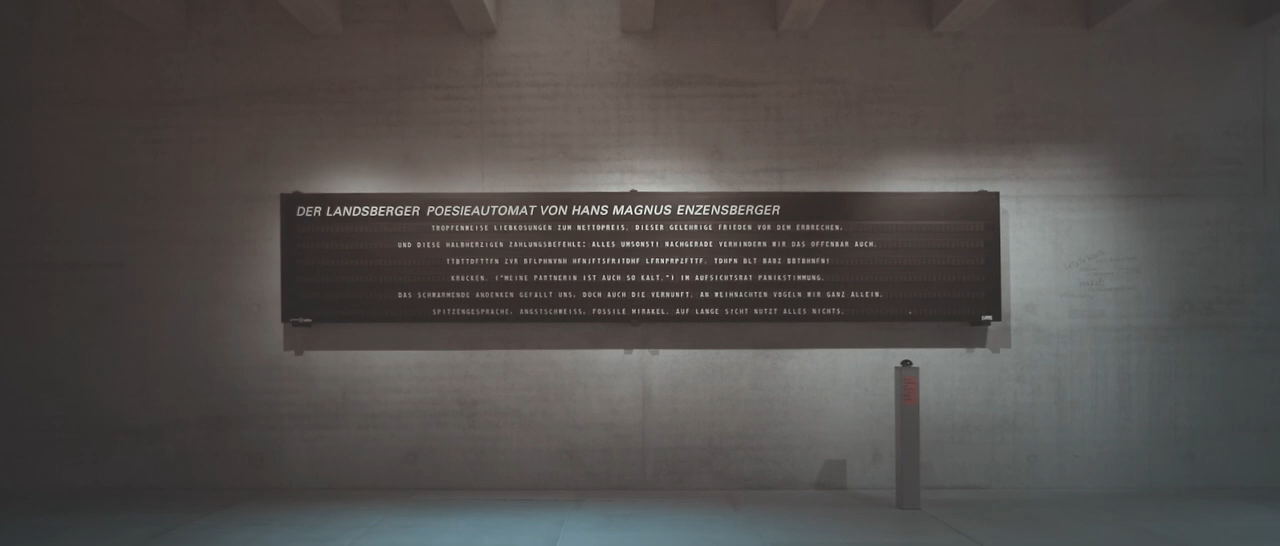 DER LANDSBERGER POESIEAUTOMAT VON HANS MAGNUS ENZENSBERGER
TROPFENWEISE LIEBKOSUNGEN ZUM NETTOPREIS. DIESER GELEHRIGE FRIEDEN VOR DEM ERBRECHEN,
UND DIESE HALBHERZIGEN ZAHLUNGSBEFEHLE: ALLES UMSONST! NACHGERADE VERHINDERN WIR DAS OFFENBAR AUCH.
KRUCKEN. ("MEINE PARTNERIN IST AUCH SO KALT.") IM AUFSICHTSRAT PANIKSTIMMUNG.
DAS SCHWARMENDE ANDENKEN GEFALLT UNS. DOCH AUCH DIE VERNUNFT. AN WEIHNACHTEN VOGELN WIR GANZ ALLEIN.
SPITZENGESPRACHE, ANGSTSCHWEISS, FOSSILE MIRAKEL. AUF LANGE SICHT NUTZT ALLES NICHTS.